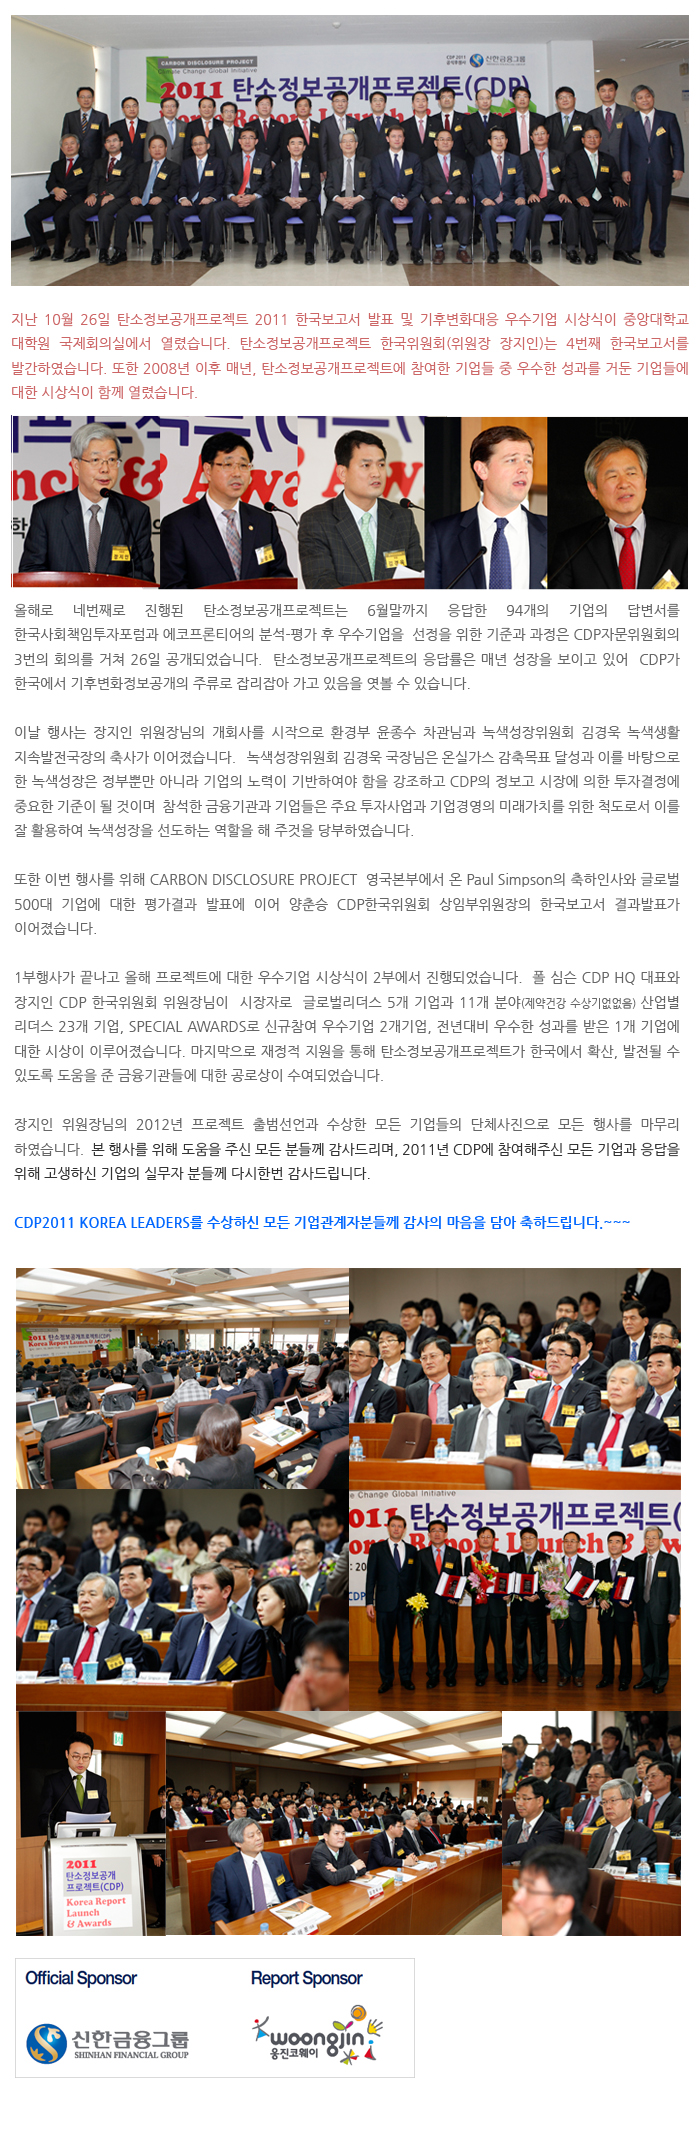 CARBON DISCLOSURE PROJECT
Climate Change Global Initiative
CDP 2011
신한금융그룹
2011 탄소정보공개프로젝트(CDP)
지난 10월 26일 탄소정보공개프로젝트 2011 한국보고서 발표 및 기후변화대응 우수기업 시상식이 중앙대학교
대학원 국제회의실에서 열렸습니다. 탄소정보공개프로젝트 한국위원회(위원장 장지인)는 4번째 한국보고서를
발간하였습니다. 또한 2008년 이후 매년, 탄소정보공개프로젝트에 참여한 기업들 중 우수한 성과를 거둔 기업들에
대한 시상식이 함께 열렸습니다.
nch & Awa
Launch & Awa
올해로 네번째로 진행된 탄소정보공개프로젝트는 6월말까지 응답한 94개의 기업의 답변서를
한국사회책임투자포럼과 에코프론티어의 분석-평가 후 우수기업을 선정을 위한 기준과 과정은 CDP자문위원회의
3번의 회의를 거쳐 26일 공개되었습니다. 탄소정보공개프로젝트의 응답률은 매년 성장을 보이고 있어 CDP가
한국에서 기후변화정보공개의 주류로 잡리잡아 가고 있음을 엿볼 수 있습니다.
이날 행사는 장지인 위원장님의 개회사를 시작으로 환경부 윤종수 차관님과 녹색성장위원회 김경욱 녹색생활
지속발전국장의 축사가 이어졌습니다. 녹색성장위원회 김경욱 국장님은 온실가스 감축목표 달성과 이를 바탕으로
한 녹색성장은 정부뿐만 아니라 기업의 노력이 기반하여야 함을 강조하고 CDP의 정보고 시장에 의한 투자결정에
중요한 기준이 될 것이며 참석한 금융기관과 기업들은 주요 투자사업과 기업경영의 미래가치를 위한 척도로서 이를
잘 활용하여 녹색성장을 선도하는 역할을 해 주것을 당부하였습니다.
또한 이번 행사를 위해 CARBON DISCLOSURE PROJECT 영국본부에서 온 Paul Simpson의 축하인사와 글로벌
500대 기업에 대한 평가결과 발표에 이어 양춘승 CDP한국위원회 상임부위원장의 한국보고서 결과발표가
이어졌습니다.
1부행사가 끝나고 올해 프로젝트에 대한 우수기업 시상식이 2부에서 진행되었습니다. 폴 심슨 CDP HQ 대표와
장지인 CDP 한국위원회 위원장님이 시장자로 글로벌리더스 5개 기업과 11개 분야(제약건강 수상기없없음) 산업별
리더스 23개 기업, SPECIAL AWARDS로 신규참여 우수기업 2개기업, 전년대비 우수한 성과를 받은 1개 기업에
대한 시상이 이루어졌습니다. 마지막으로 재정적 지원을 통해 탄소정보공개프로젝트가 한국에서 확산, 발전될 수
있도록 도움을 준 금융기관들에 대한 공로상이 수여되었습니다.
장지인 위원장님의 2012년 프로젝트 출범선언과 수상한 모든 기업들의 단체사진으로 모든 행사를 마무리
하였습니다. 본 행사를 위해 도움을 주신 모든 분들께 감사드리며, 2011년 CDP에 참여해주신 모든 기업과 응답을
위해 고생하신 기업의 실무자 분들께 다시한번 감사드립니다.
CDP2011 KOREA LEADERS를 수상하신 모든 기업관계자분들께 감사의 마음을 담아 축하드립니다.~~~
2011 탄소정보공개프로젝트(CDP)
Korea Report Launch & Award
e Change Global Initiative
2011 탄소정보공개프로젝트(
orea Report Launch & Aw
2011
탄소정보공개
프로젝트(CDP)
Korea Report
Launch
& Awards
Official Sponsor
Report Sponsor
신한금융그룹
SHINHAN FINANCIAL GROUP
woongjin
웅진코웨이